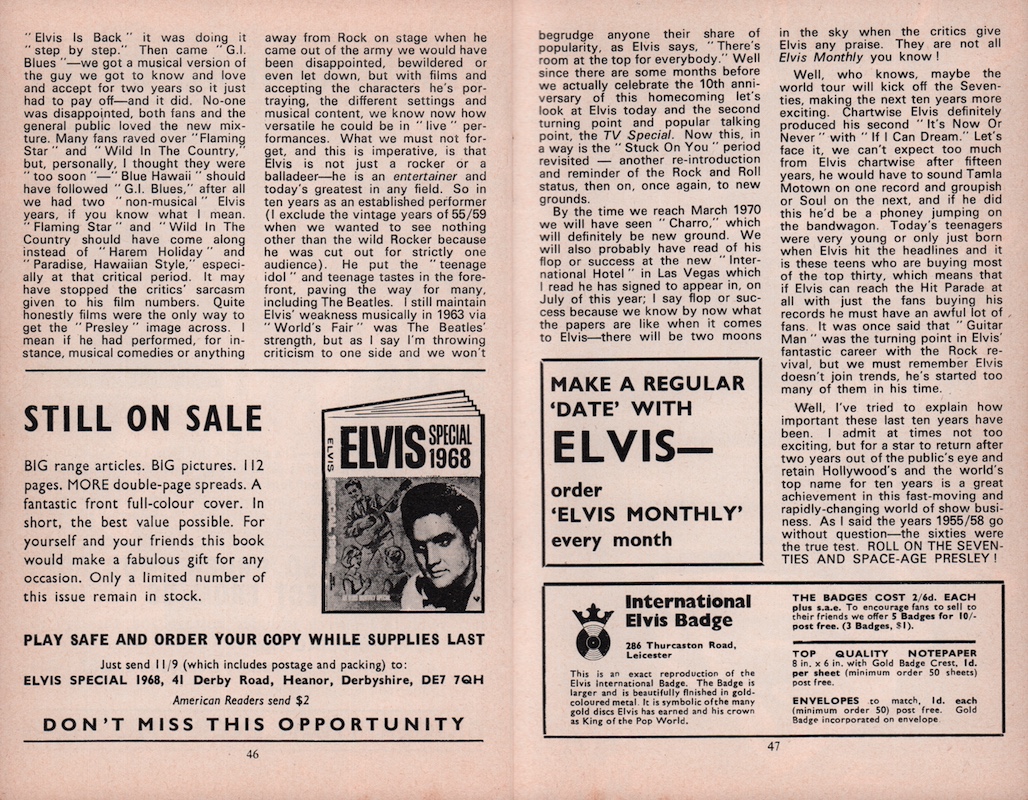 " Elvis Is Back " it was doing it
" step by step." Then came " G.I.
Blues "—we got a musical version of
the guy we got to know and love
and accept for two years so it just
had to pay off—and it did. No-one
was disappointed, both fans and the
general public loved the new mix-
ture. Many fans raved over " Flaming
Star " and " Wild In The Country,"
but, personally, I thought they were
" too soon "—" Blue Hawaii " should
have followed " G.I. Blues," after all
we had two " non-musical " Elvis
years, if you know what I mean.
" Flaming Star " and " Wild In The
Country should have come along
instead of " Harem Holiday " and
" Paradise, Hawaiian Style," especi-
ally at that critical period. It may
have stopped the critics' sarcasm
given to his film numbers. Quite
honestly films were the only way to
get the " Presley " image across. I
mean if he had performed, for in-
stance, musical comedies or anything
away from Rock on stage when he
came out of the army we would have
been disappointed, bewildered or
even let down, but with films and
accepting the characters he's por-
traying, the different settings and
musical content, we know now how
versatile he could be in " live " per-
formances. What we must not for-
get, and this is imperative, is that
Elvis is not just a rocker or a
balladeer—he is an entertainer and
today's greatest in any field. So in
ten years as an established performer
(I exclude the vintage years of 55/59
when we wanted to see nothing
other than the wild Rocker because
he was cut out for strictly one
audience). He put the " teenage
idol " and teenage tastes in the fore-
front, paving the way for many,
including The Beatles. I still maintain
Elvis' weakness musically in 1963 via
" World's Fair " was The Beatles'
strength, but as I say I'm throwing
criticism to one side and we won't
STILL ON SALE
BIG range articles. BIG pictures. 112
pages. MORE double-page spreads. A
fantastic front full-colour cover. In
short, the best value possible. For
yourself and your friends this book
would make a fabulous gift for any
occasion. Only a limited number of
this issue remain in stock.
ELVIS
ELVIS SPECIAL
1968
PLAY SAFE AND ORDER YOUR COPY WHILE SUPPLIES LAST
Just send 11/9 (which includes postage and packing) to:
ELVIS SPECIAL 1968, 41 Derby Road, Heanor, Derbyshire, DE7 7QH
American Readers send $2
DON'T MISS THIS OPPORTUNITY
46
begrudge anyone their share of
popularity, as Elvis says, " There's
room at the top for everybody." Well
since there are some months before
we actually celebrate the 10th anni-
versary of this homecoming let's
look at Elvis today and the second
turning point and popular talking
point, the TV Special. Now this, in
a way is the " Stuck On You " period
revisited — another re-introduction
and reminder of the Rock and Roll
status, then on, once again, to new
grounds.
By the time we reach March 1970
we will have seen " Charro," which
will definitely be new ground. We
will also probably have read of his
flop or success at the new " Inter-
national Hotel " in Las Vegas which
I read he has signed to appear in, on
July of this year; I say flop or suc-
cess because we know by now what
the papers are like when it comes
to Elvis—there will be two moons
MAKE A REGULAR
'DATE' WITH
ELVIS—
order
'ELVIS MONTHLY'
every month
in the sky when the critics give
Elvis any praise. They are not all
Elvis Monthly you know !
Well, who knows, maybe the
world tour will kick off the Seven-
ties, making the next ten years more
exciting. Chartwise Elvis definitely
produced his second " It's Now Or
Never " with " If I Can Dream." Let's
face it, we can't expect too much
from Elvis chartwise after fifteen
years, he would have to sound Tamla
Motown on one record and groupish
or Soul on the next, and if he did
this he'd be a phoney jumping on
the bandwagon. Today's teenagers
were very young or only just born
when Elvis hit the headlines and it
is these teens who are buying most
of the top thirty, which means that
if Elvis can reach the Hit Parade at
all with just the fans buying his
records he must have an awful lot of
fans. It was once said that " Guitar
Man " was the turning point in Elvis'
fantastic career with the Rock re-
vival, but we must remember Elvis
doesn't join trends, he's started too
many of them in his time.
Well, I've tried to explain how
important these last ten years have
been. I admit at times not too
exciting, but for a star to return after
two years out of the public's eye and
retain Hollywood's and the world's
top name for ten years is a great
achievement in this fast-moving and
rapidly-changing world of show busi-
ness. As I said the years 1955/58 go
without question—the sixties were
the true test. ROLL ON THE SEVEN-
TIES AND SPACE-AGE PRESLEY !
International
Elvis Badge
286 Thurcaston Road,
Leicester
This is an exact reproduction of the
Elvis International Badge. The Badge is
larger and is beautifully finished in gold-
coloured metal. It is symbolic of the many
gold discs Elvis has earned and his crown
as King of the Pop World.
THE BADGES COST 2/6d. EACH
plus s.a.e. To encourage fans to sell to
their friends we offer 5 Badges for 10/-
post free. (3 Badges, $1).
TOP QUALITY NOTEPAPER
8 in. x 6 in. with Gold Badge Crest, 1d.
per sheet (minimum order 50 sheets)
post free.
ENVELOPES to match, 1d. each
(minimum order 50) post free. Gold
Badge incorporated on envelope
47